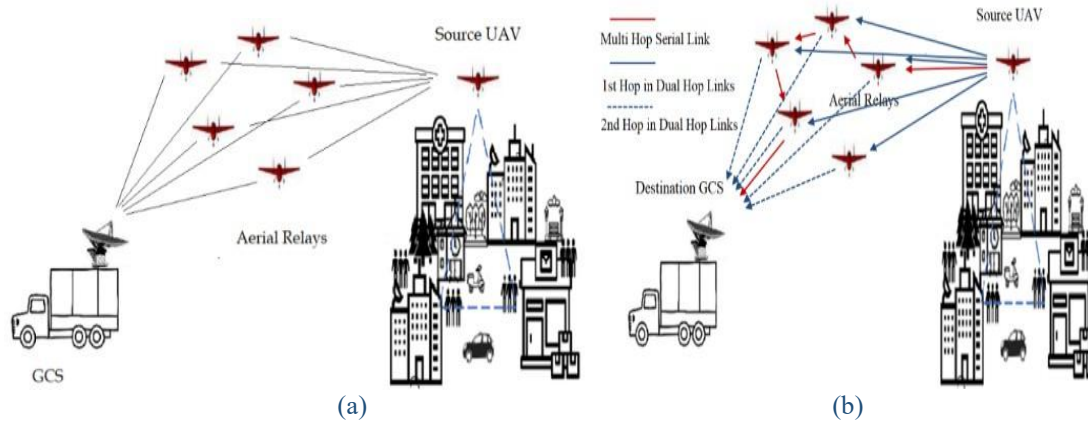 Source UAV
Aerial Relays
GCS
(a)
Multi Hop Serial Link
1st Hop in Dual Hop Links
2nd Hop in Dual Hop Links
Source UAV
Aerial Relays
Destination GCS
(b)